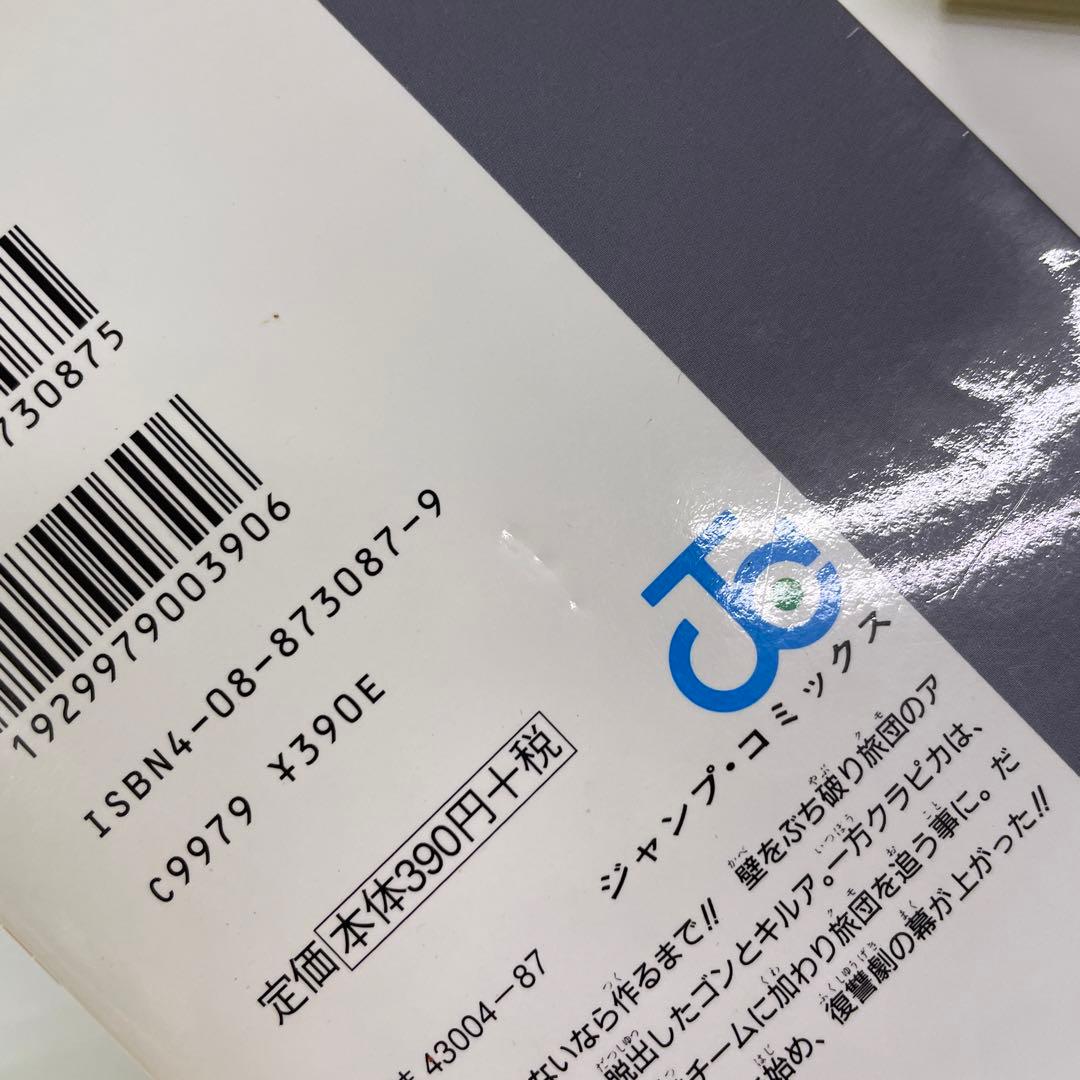 730875
1929979003906
ISBN4-08-873087-9
C9979 ¥390E
定価 本体390円+税
43004-87
JC
ジャンプ・コミックス
ないなら作るまで!! 壁をぶち破り旅団のア
脱出したゴンとキルア。一方クラピカは、
チームに加わり旅団を追う事に。だ
始め、復讐劇の幕が上がった!!